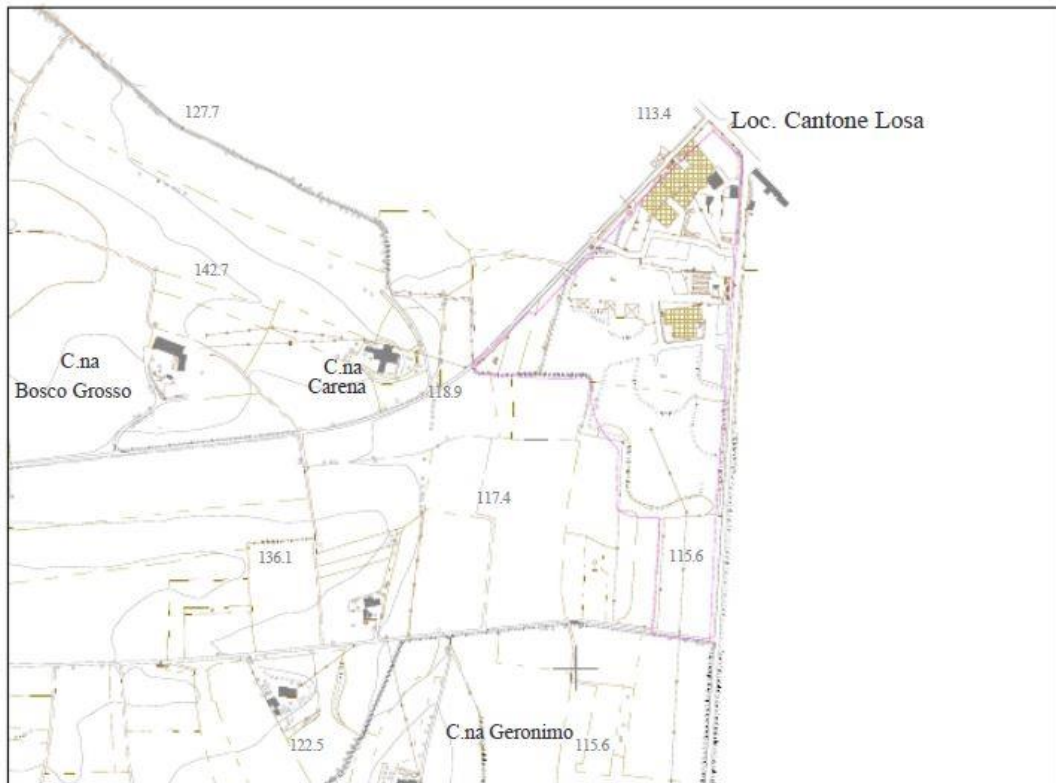 127.7
113.4
Loc. Cantone Losa
142.7
C.na
Bosco Grosso
C.na
Carena
118.9
117.4
136.1
115.6
C.na Geronimo
122.5
115.6